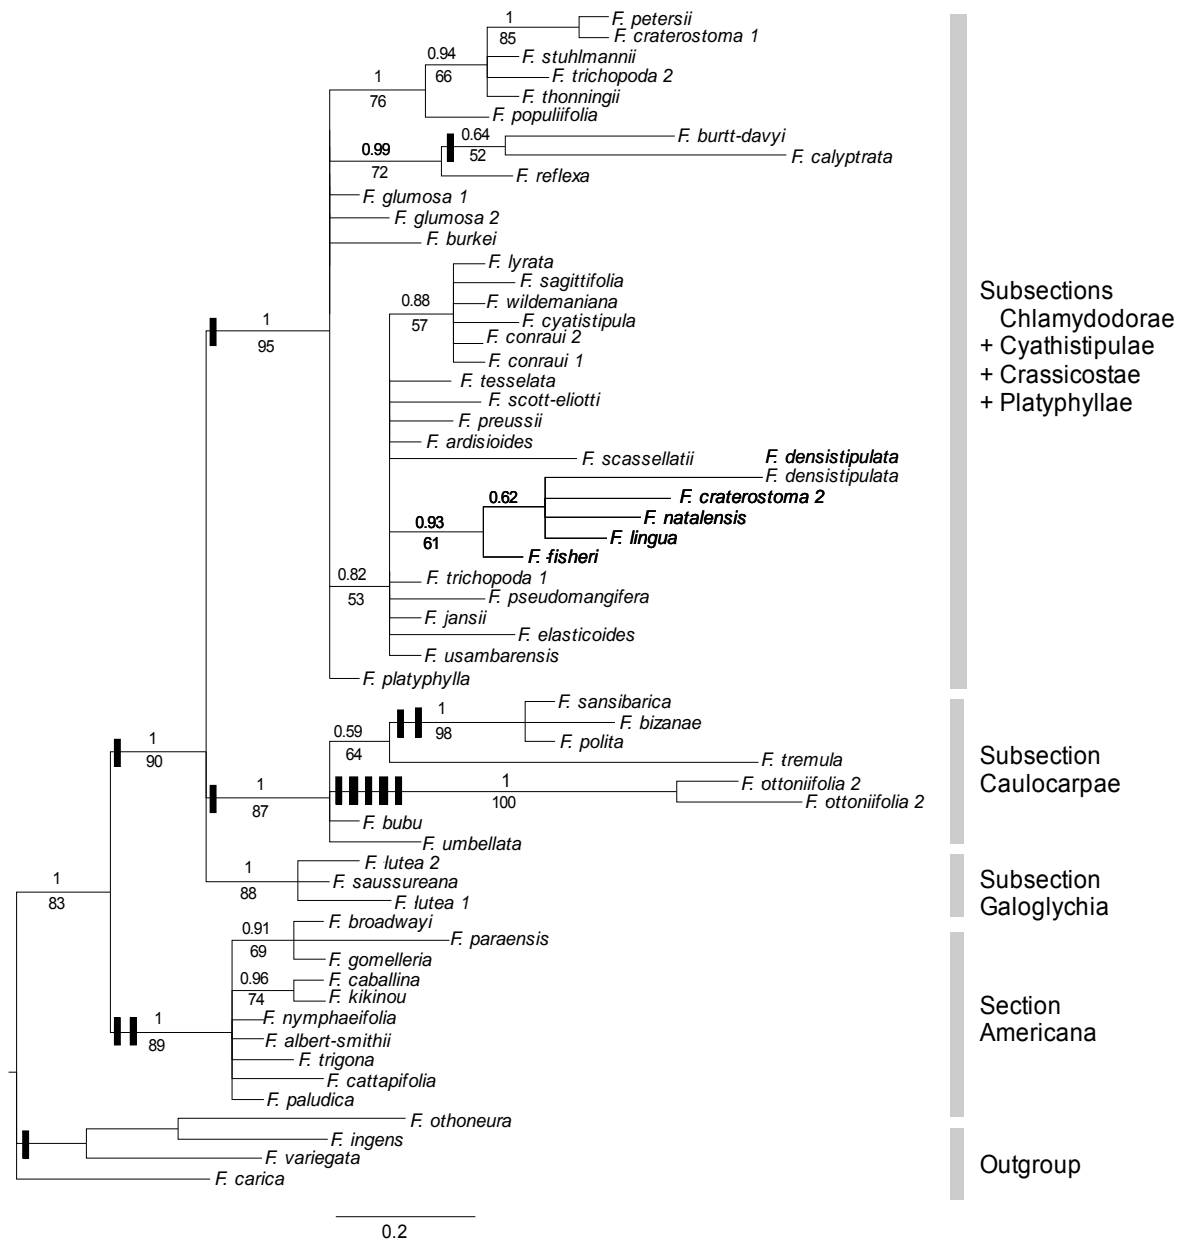 1
F. petersii
85
F. craterostoma 1
0.94
F. stuhlmannii
66
F. trichopoda 2
1
F. thonningii
76
F. populiifolia
0.64
F. burtt-davyi
0.99
52
F. calyptrata
72
F. reflexa
F. glumosa 1
F. glumosa 2
F. burkei
F. lyrata
F. sagittifolia
0.88
F. wildemaniana
57
F. cyatistipula
1
F. conraui 2
95
F. conraui 1
F. tesselata
F. scott-eliotti
F. preussii
F. ardisioides
F. scassellatii
F. densistipulata
F. densistipulata
0.62
F. craterostoma 2
0.93
F. natalensis
61
F. lingua
F. fisheri
0.82
F. trichopoda 1
53
F. pseudomangifera
F. jansii
F. elasticoides
F. usambarensis
F. platyphylla
Subsections
Chlamydodorae
+ Cyathistipulae
+ Crassicostae
+ Platyphyllae
1
F. sansibarica
98
F. bizanae
0.59
F. polita
64
F. tremula
1
90
1
F. ottoniifolia 2
100
F. ottoniifolia 2
1
87
F. bubu
F. umbellata
Subsection
Caulocarpae
F. lutea 2
1
F. saussureana
88
F. lutea 1
Subsection
Galoglychia
1
83
F. broadwayi
0.91
F. paraensis
69
F. gomelleria
0.96
F. caballina
74
F. kikinou
1
F. nymphaeifolia
89
F. albert-smithii
F. trigona
F. cattapifolia
F. paludica
Section
Americana
F. othoneura
F. ingens
F. variegata
F. carica
Outgroup
0.2